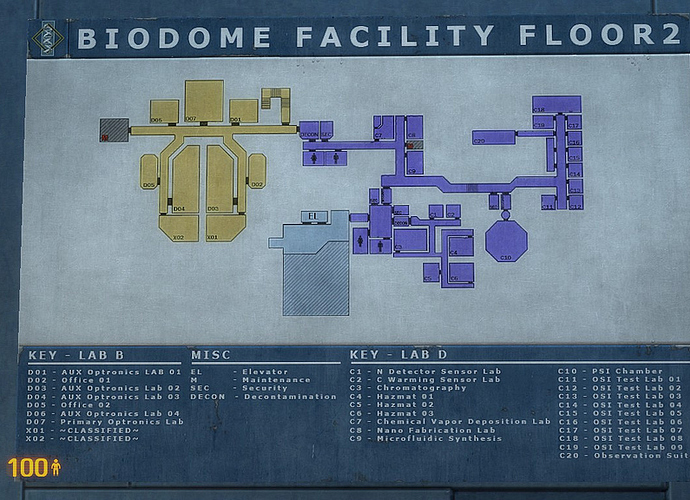 BIODOME FACILITY FLOOR2
C18
D07
D06
D01
C19
C17
DECON
SEC
C7
C8
C20
C16
C15
C9
C14
D05
D02
C13
D04
D03
C11
C12
EL
C1
C2
X02
X01
C3
C4
C10
C5
C6
KEY - LAB B
MISC
KEY - LAB D
D01 - AUX Optronics LAB 01
D02 - Office 01
D03 - AUX Optronics Lab 02
D04 - AUX Optronics Lab 03
D05 - Office 02
D06 - AUX Optronics Lab 04
D07 - Primary Optronics Lab
X01 - ~CLASSIFIED~
X02 - ~CLASSIFIED~
EL - Elevator
M - Maintenance
SEC - Security
DECON - Decontamination
C1 - N Detector Sensor Lab
C2 - C Warming Sensor Lab
C3 - Chromatography
C4 - Hazmat 01
C5 - Hazmat 02
C6 - Hazmat 03
C7 - Chemical Vapor Deposition Lab
C8 - Nano Fabrication Lab
C9 - Microfluidic Synthesis
C10 - PSI Chamber
C11 - OSI Test Lab 01
C12 - OSI Test Lab 02
C13 - OSI Test Lab 03
C14 - OSI Test Lab 04
C15 - OSI Test Lab 05
C16 - OSI Test Lab 06
C17 - OSI Test Lab 07
C18 - OSI Test Lab 08
C19 - OSI Test Lab 09
C20 - Observation Suit
100